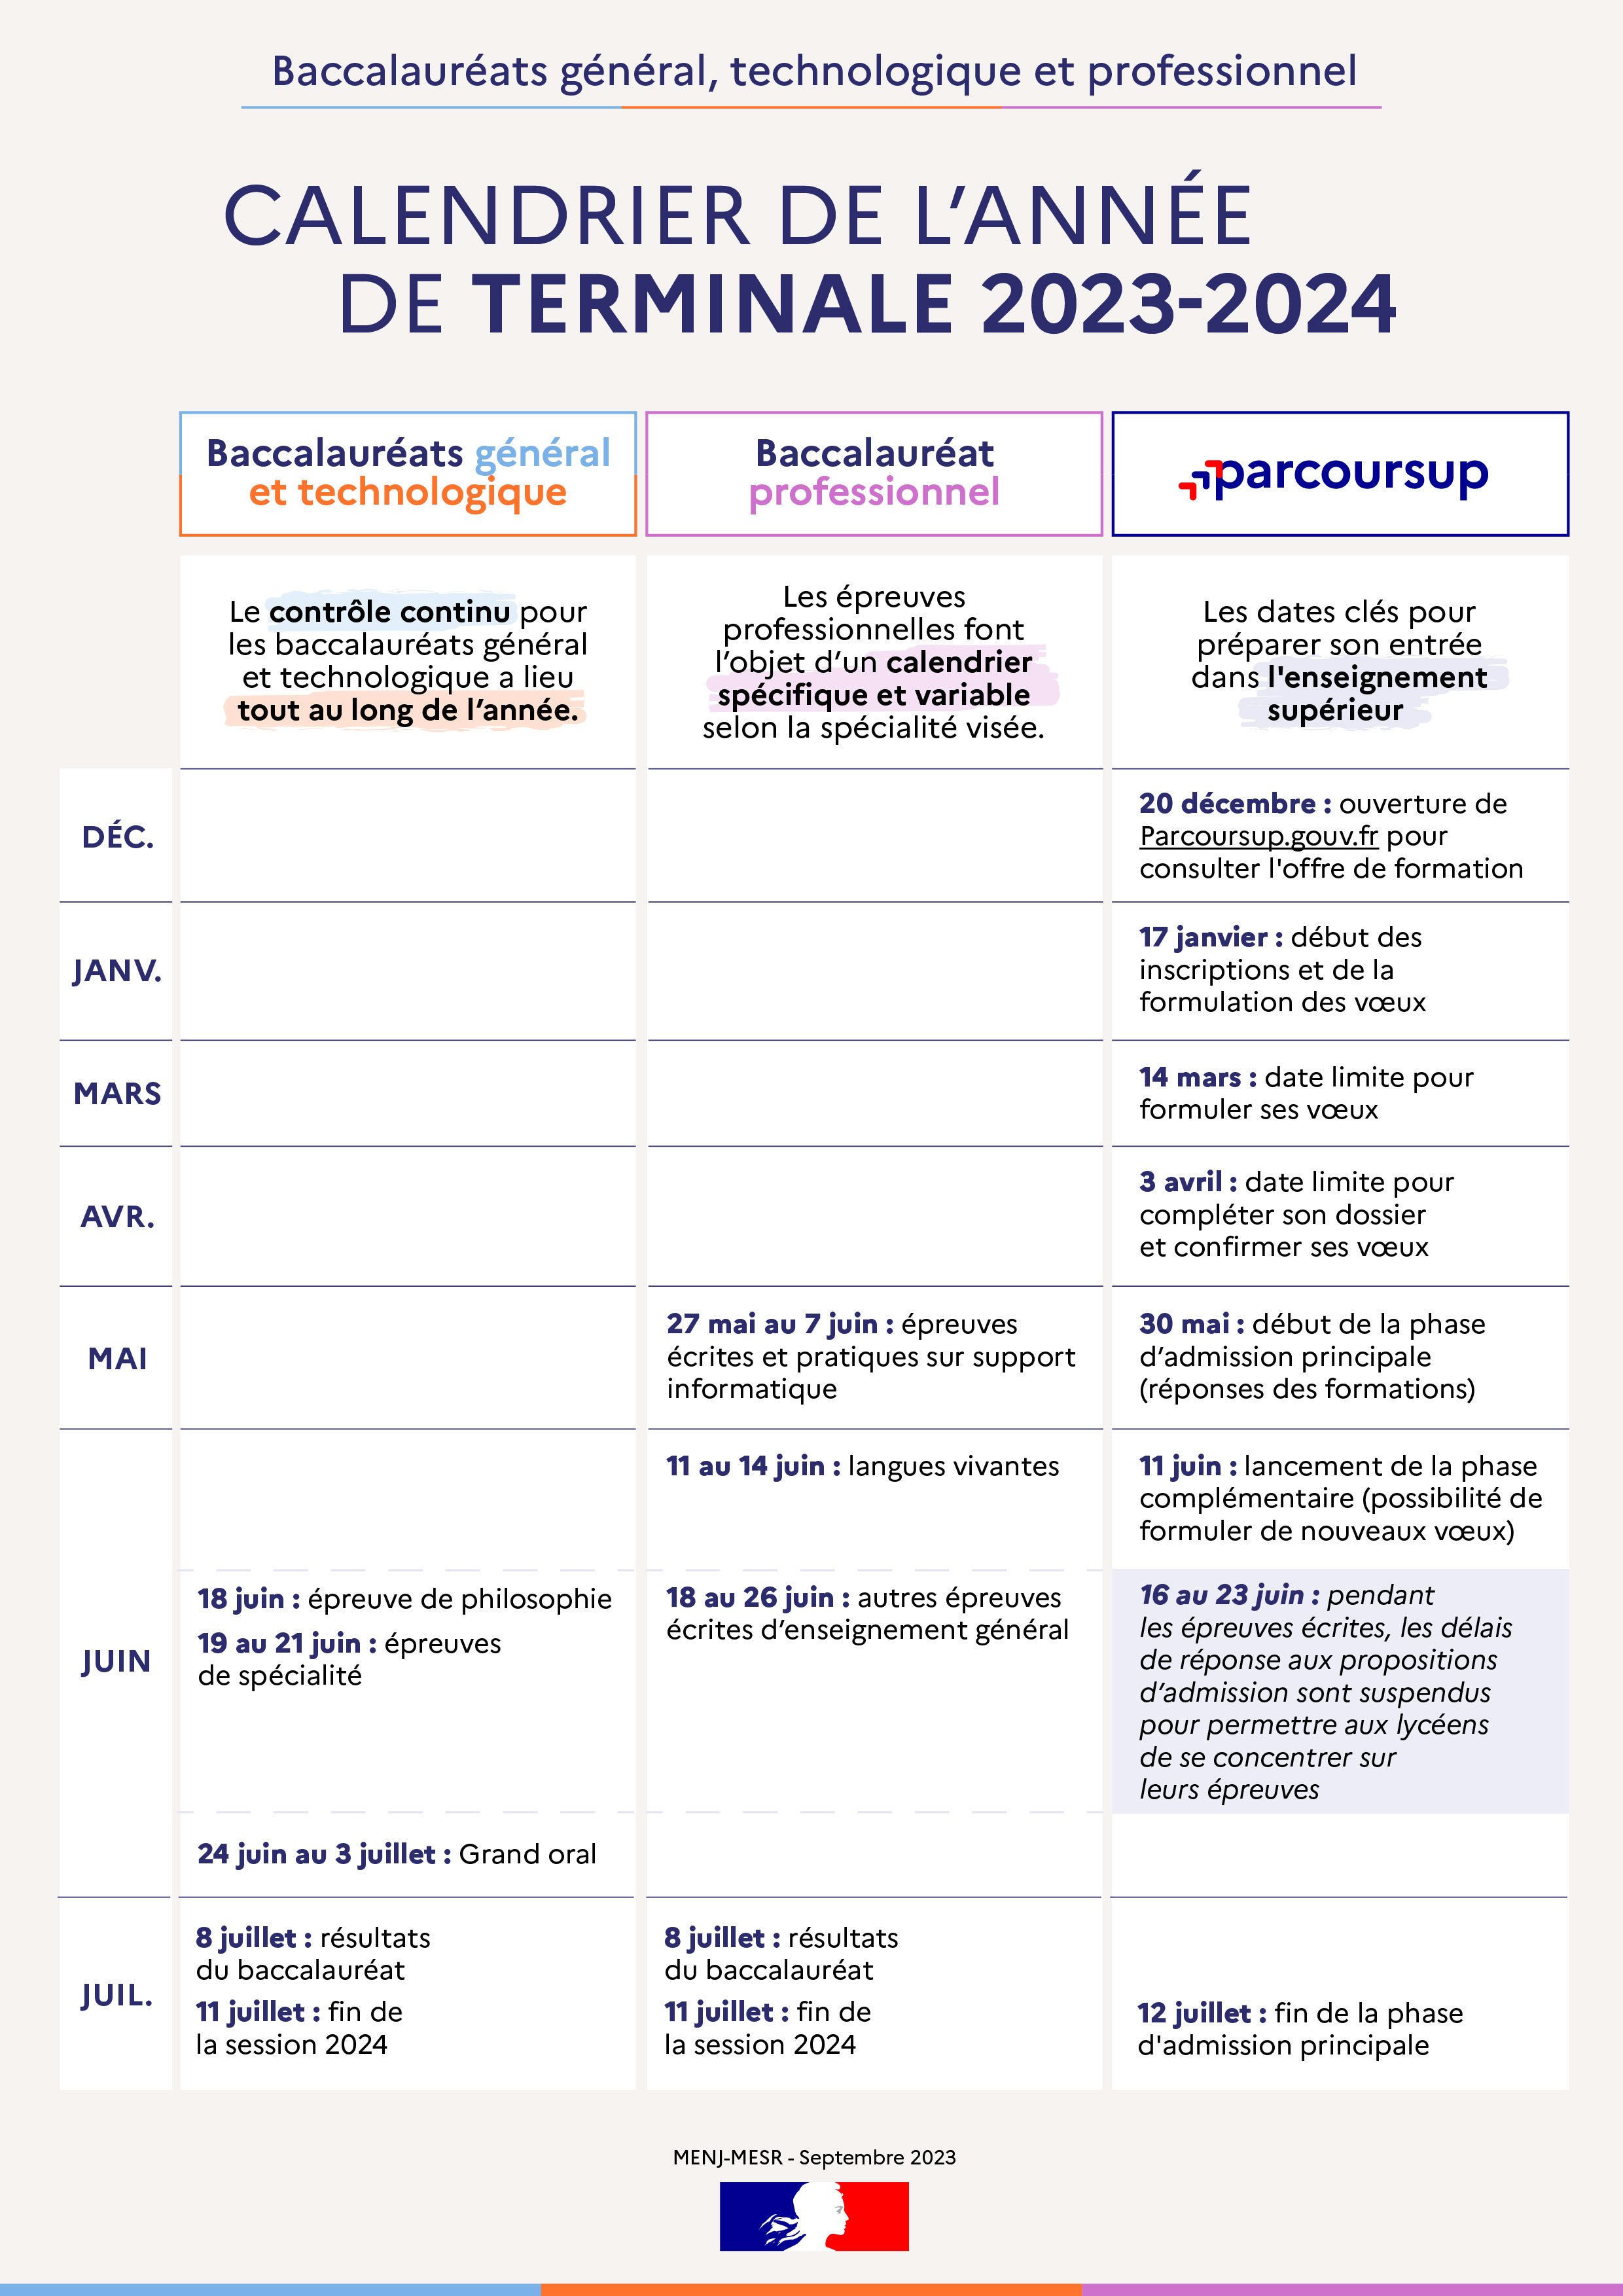 Baccalauréats général, technologique et professionnel
CALENDRIER DE L’ANNÉE
DE TERMINALE 2023-2024
Baccalauréats général
et technologique
Baccalauréat
professionnel
parcoursup
Le contrôle continu pour
les baccalauréats général
et technologique a lieu
tout au long de l’année.
Les épreuves
professionnelles font
l’objet d’un calendrier
spécifique et variable
selon la spécialité visée.
Les dates clés pour
préparer son entrée
dans l'enseignement
supérieur
DÉC.
20 décembre : ouverture de
Parcoursup.gouv.fr pour
consulter l'offre de formation
JANV.
17 janvier : début des
inscriptions et de la
formulation des vœux
MARS
14 mars : date limite pour
formuler ses vœux
AVR.
3 avril : date limite pour
compléter son dossier
et confirmer ses vœux
MAI
27 mai au 7 juin : épreuves
écrites et pratiques sur support
informatique
30 mai : début de la phase
d’admission principale
(réponses des formations)
JUIN
11 au 14 juin : langues vivantes
11 juin : lancement de la phase
complémentaire (possibilité de
formuler de nouveaux vœux)
18 juin : épreuve de philosophie
19 au 21 juin : épreuves
de spécialité
18 au 26 juin : autres épreuves
écrites d’enseignement général
16 au 23 juin : pendant
les épreuves écrites, les délais
de réponse aux propositions
d’admission sont suspendus
pour permettre aux lycéens
de se concentrer sur
leurs épreuves
24 juin au 3 juillet : Grand oral
JUIL.
8 juillet : résultats
du baccalauréat
11 juillet : fin de
la session 2024
8 juillet : résultats
du baccalauréat
11 juillet : fin de
la session 2024
12 juillet : fin de la phase
d'admission principale
MENJ-MESR - Septembre 2023